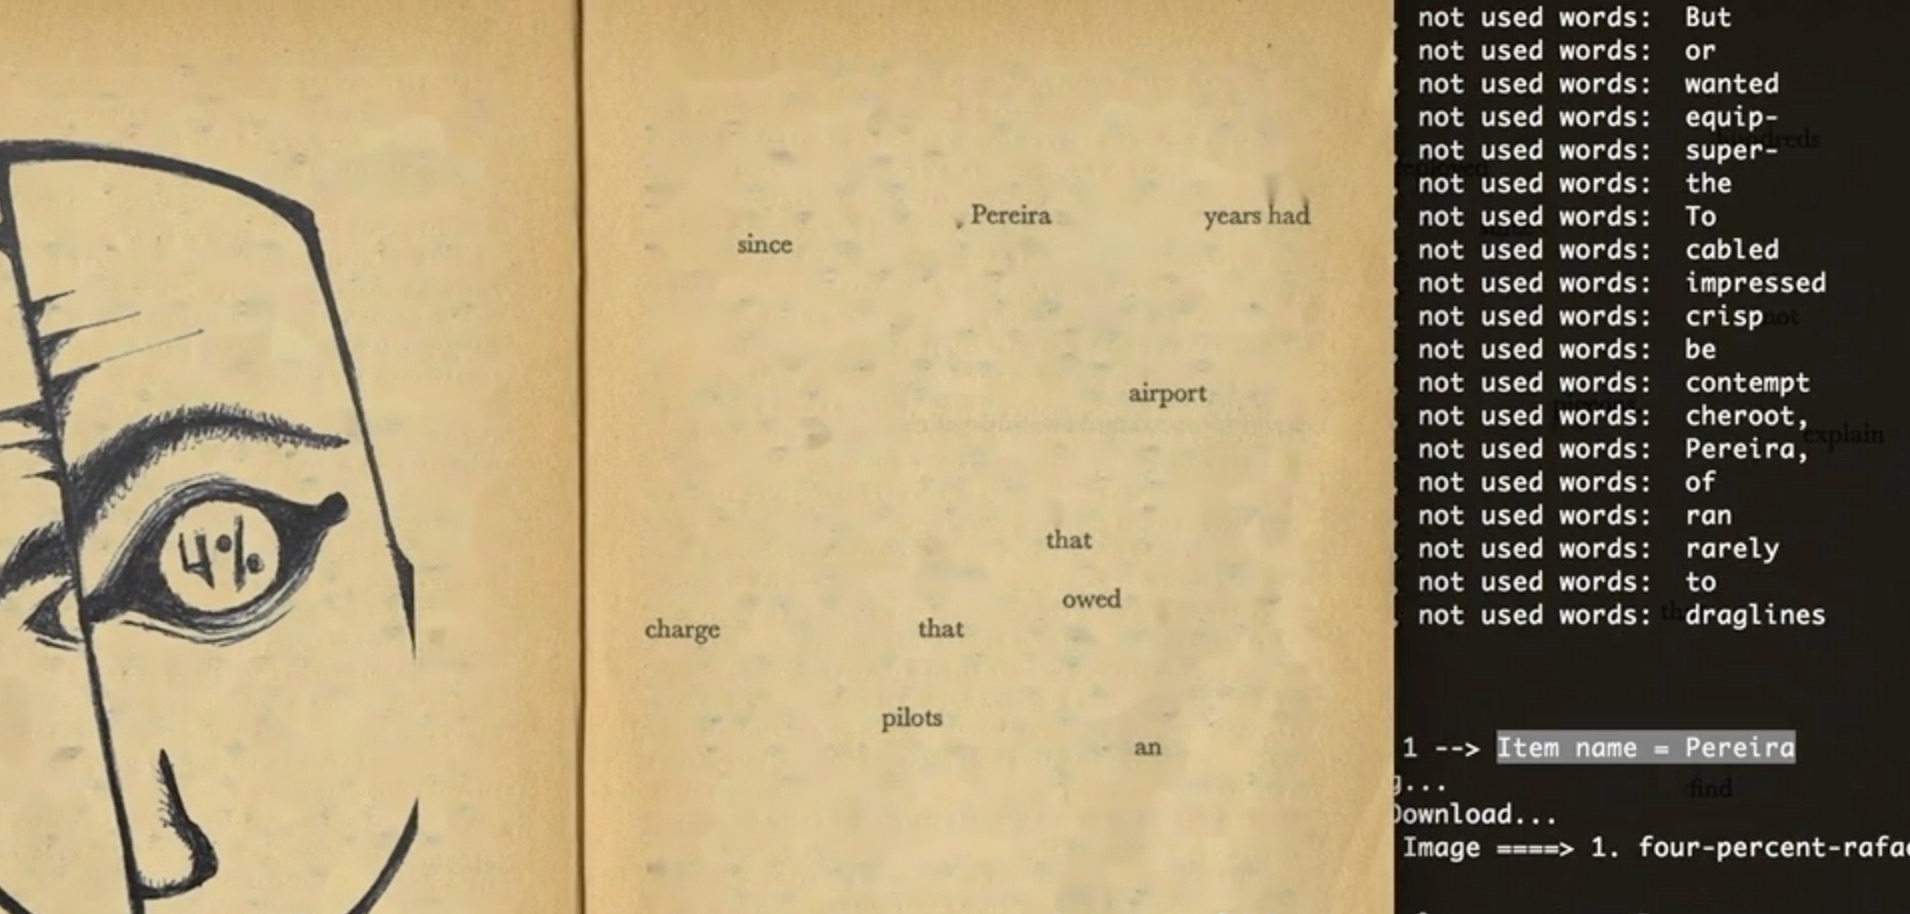 4%
Pereira years had
since
airport
that
owed
charge that
pilots
an
not used words: But
not used words: or
not used words: wanted
not used words: equip-
not used words: super-
not used words: the
not used words: To
not used words: cabled
not used words: impressed
not used words: crisp
not used words: be
not used words: contempt
not used words: cheroot,
not used words: Pereira,
not used words: of
not used words: ran
not used words: rarely
not used words: to
not used words: draglines
1 --> Item name = Pereira
...
Download...
Image ====> 1. four-percent-rafa
not
explain
find